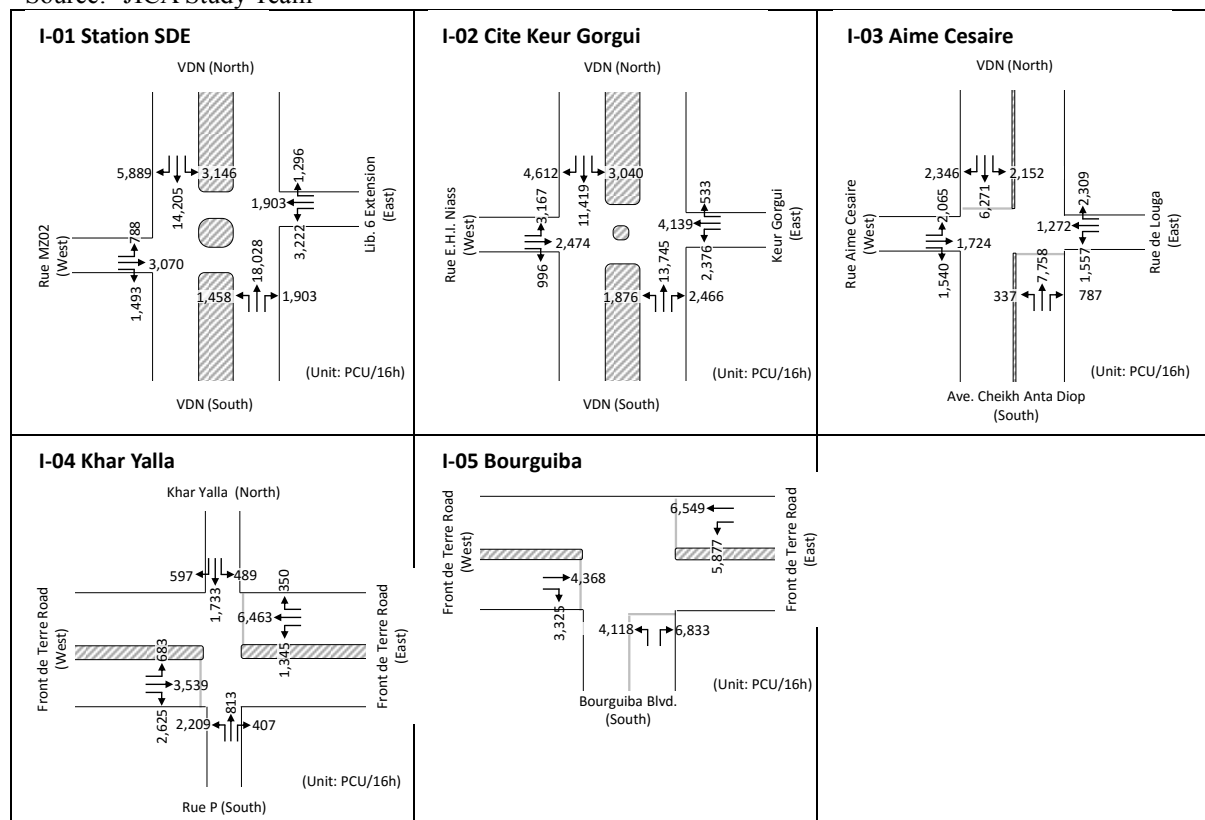 Source: JICA Study Team
I-01 Station SDE
VDN (North)
5,889
14,205
3,146
1,296
1,903
3,222
Lib. 6 Extension
(East)
Rue MZ02
(West)
788
3,070
1,493
1,458
18,028
1,903
(Unit: PCU/16h)
VDN (South)
I-02 Cite Keur Gorgui
VDN (North)
4,612
11,419
3,040
533
4,139
2,376
Keur Gorgui
(East)
Rue E.H.I. Niass
(West)
3,167
2,474
996
1,876
13,745
2,466
(Unit: PCU/16h)
VDN (South)
I-03 Aime Cesaire
VDN (North)
2,346
6,271
2,152
2,309
1,272
1,557
Rue de Louga
(East)
Rue Aime Cesaire
(West)
2,065
1,724
1,540
337
7,758
787
(Unit: PCU/16h)
Ave. Cheikh Anta Diop
(South)
I-04 Khar Yalla
Khar Yalla (North)
597
1,733
489
350
6,463
1,345
Front de Terre Road
(East)
Front de Terre Road
(West)
683
3,539
2,625
2,209
813
407
(Unit: PCU/16h)
Rue P (South)
I-05 Bourguiba
6,549
5,877
Front de Terre Road
(East)
Front de Terre Road
(West)
4,368
3,325
4,118
6,833
(Unit: PCU/16h)
Bourguiba Blvd.
(South)